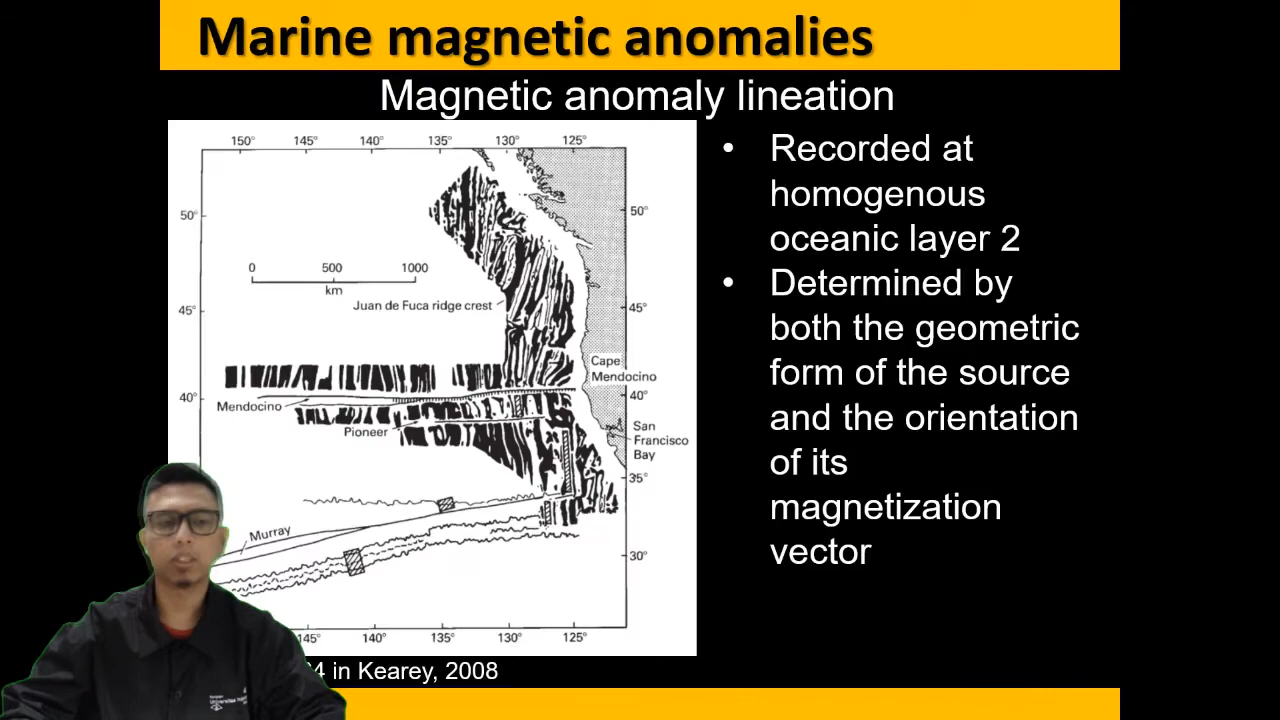 Marine magnetic anomalies
Magnetic anomaly lineation
150° 145° 140° 135° 130° 125°
50° 50°
0 500 1000
km
Juan de Fuca ridge crest
45° 45°
Cape
Mendocino
40° 40°
Mendocino
Pioneer
San
Francisco
Bay
35°
Murray
30°
145° 140° 135° 130° 125°
4 in Kearey, 2008
• Recorded at
homogenous
oceanic layer 2
• Determined by
both the geometric
form of the source
and the orientation
of its
magnetization
vector